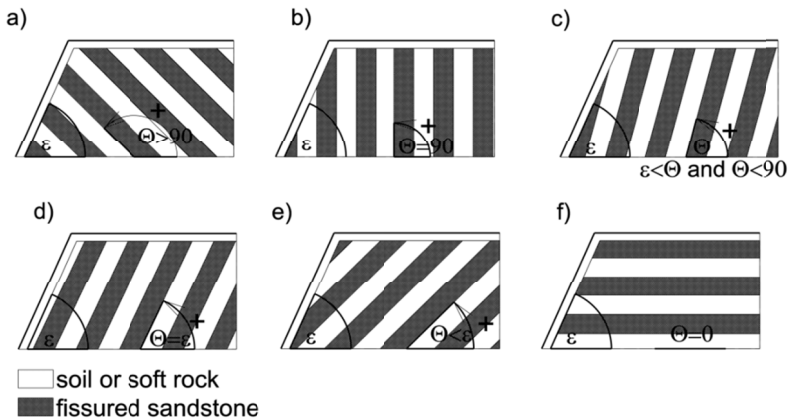 a)
b)
c)
+
ε
Θ>90
+
ε
Θ=90
+
ε
Θ
ε<Θ and Θ<90
d)
e)
f)
+
ε
Θ=ε
+
ε
Θ<ε
ε
Θ=0
soil or soft rock
fissured sandstone